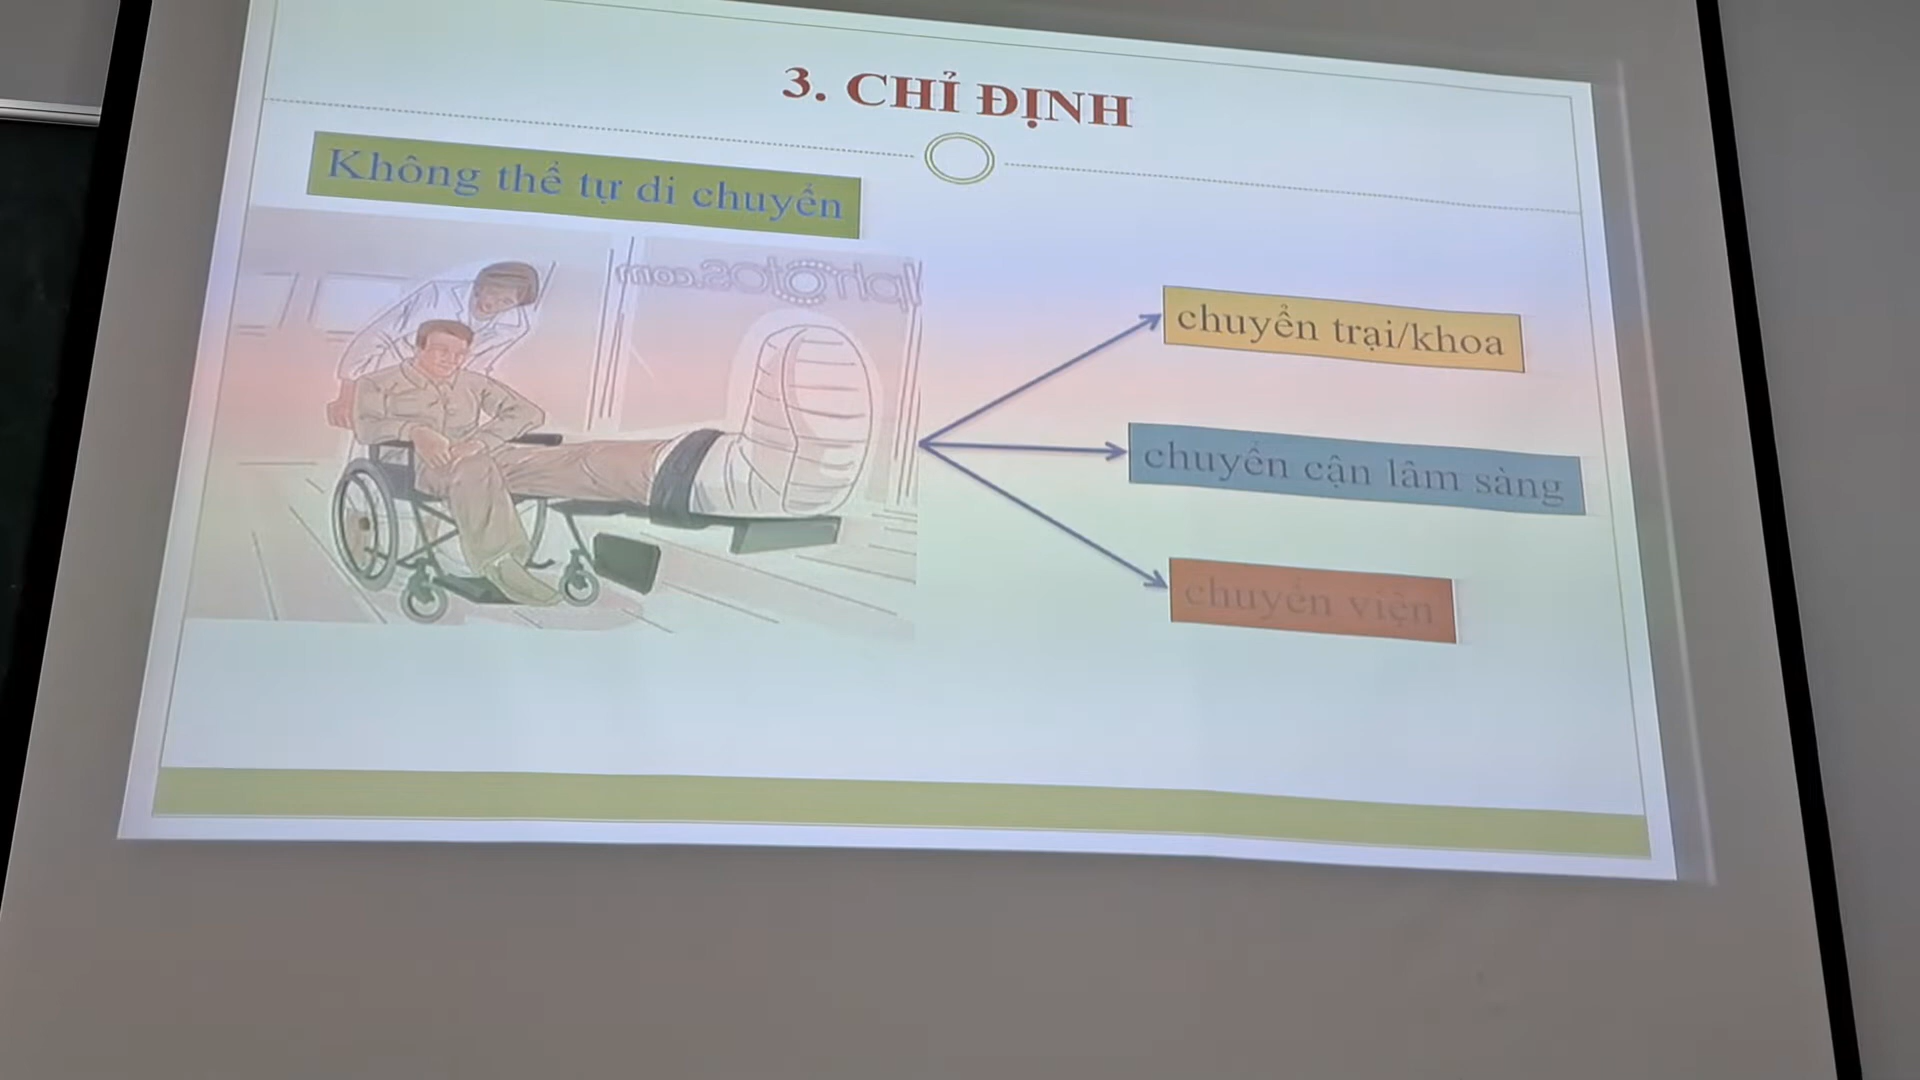 3. CHỈ ĐỊNH
Không thể tự di chuyển
chuyển trại/khoa
chuyển cận lâm sàng
chuyển viện